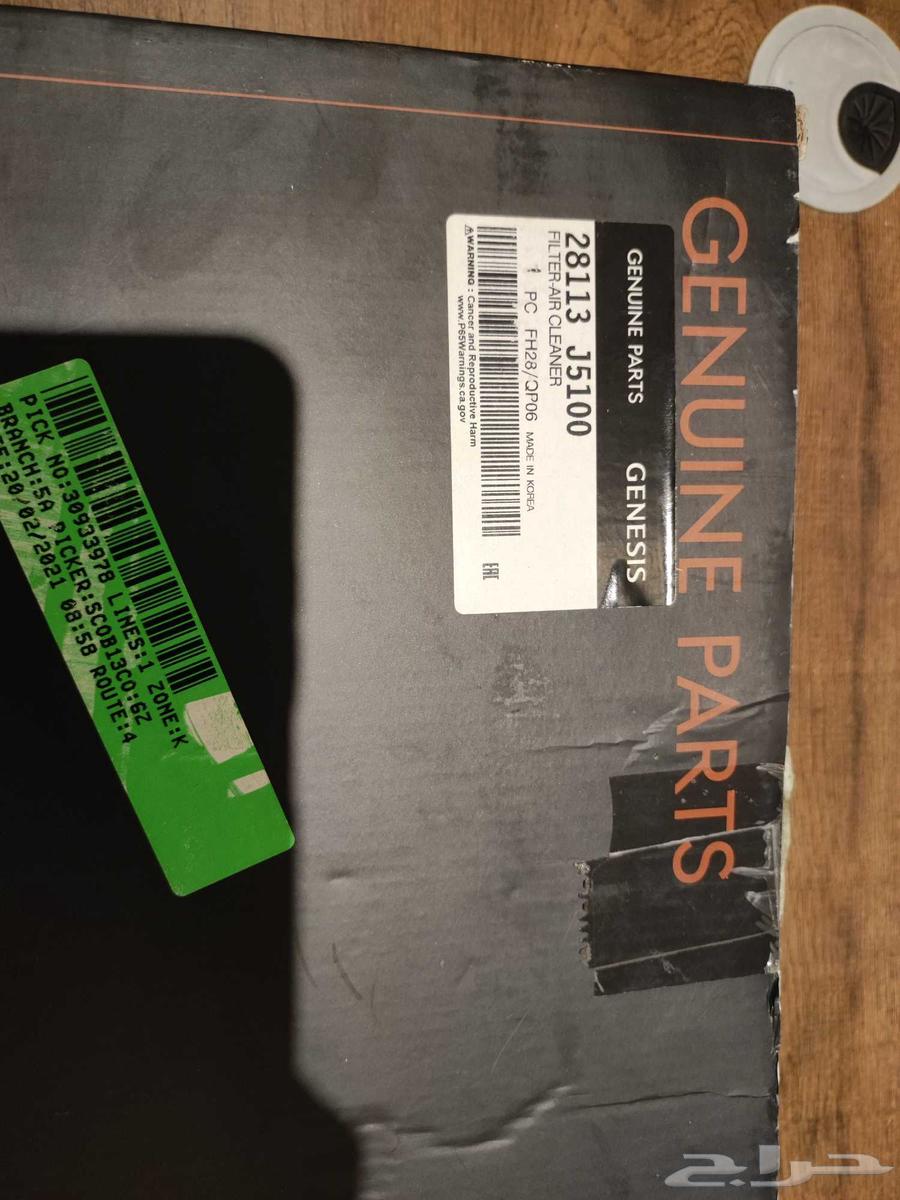 GENUINE PARTS
GENUINE PARTS GENESIS
28113 J5100
FILTER-AIR CLEANER
1 PC FH28/QP06 MADE IN KOREA
EAC
WARNING : Cancer and Reproductive Harm
www.P65Warnings.ca.gov
PICK NO:30933978 LINES:1 ZONE:K
BRANCH:5A PICKER:SCOB13CO:6Z
20/02/2021 08:58 ROUTE:4
حراج